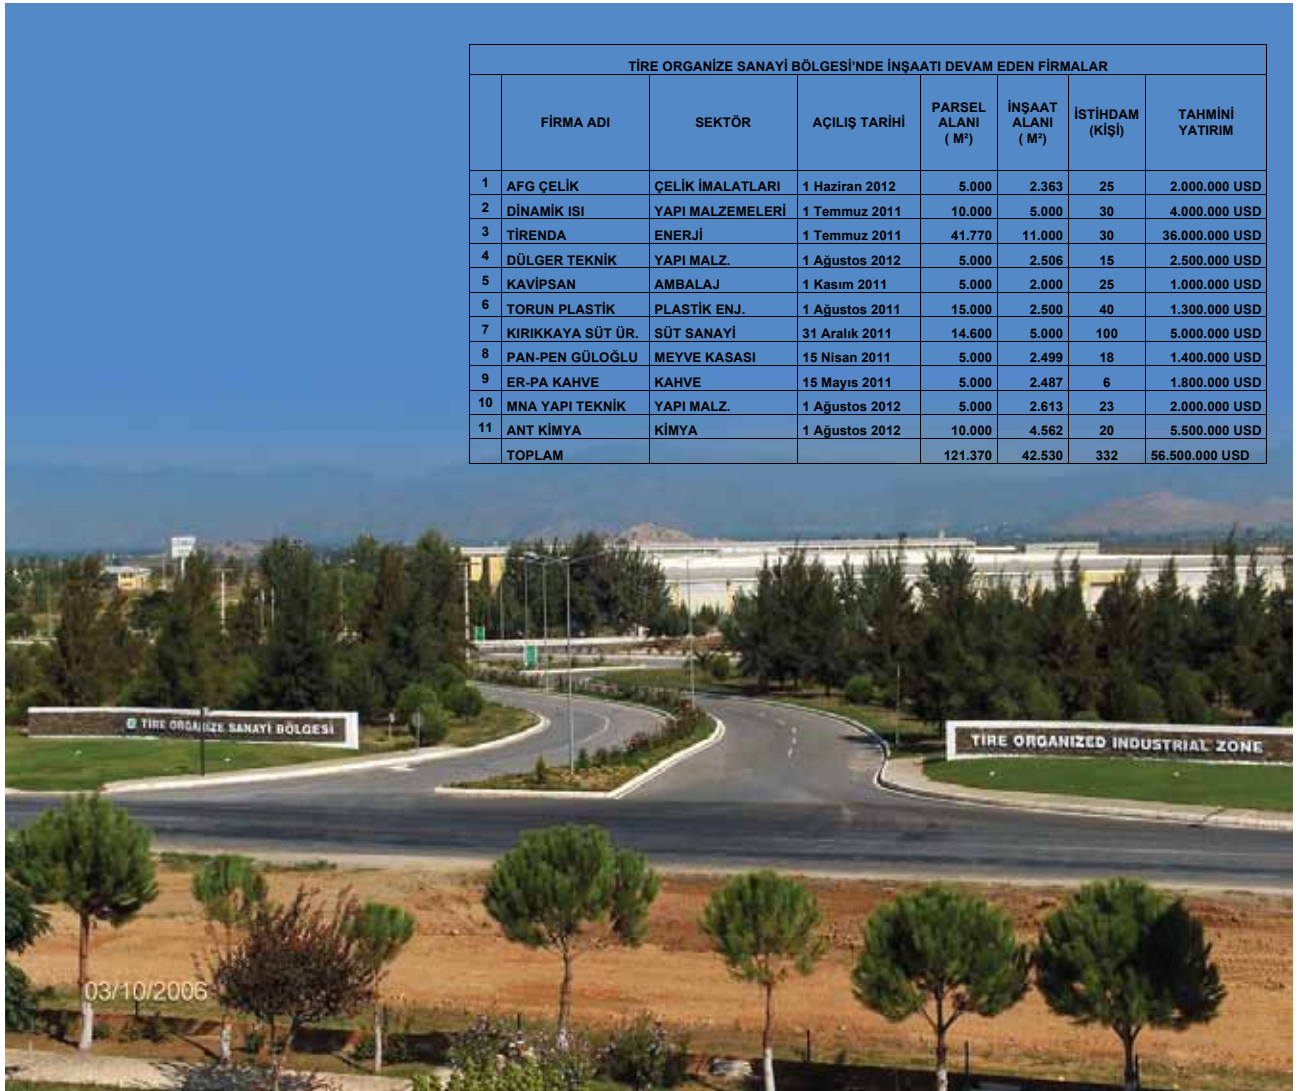 TİRE ORGANİZE SANAYİ BÖLGESİ'NDE İNŞAATI DEVAM EDEN FİRMALAR
FİRMA ADI SEKTÖR AÇILIŞ TARİHİ PARSEL ALANI ( M²) İNŞAAT ALANI ( M²) İSTİHDAM (KİŞİ) TAHMİNİ YATIRIM
1 AFG ÇELİK ÇELİK İMALATLARI 1 Haziran 2012 5.000 2.363 25 2.000.000 USD
2 DİNAMİK ISI YAPI MALZEMELERİ 1 Temmuz 2011 10.000 5.000 30 4.000.000 USD
3 TİRENDA ENERJİ 1 Temmuz 2011 41.770 11.000 30 36.000.000 USD
4 DÜLGER TEKNİK YAPI MALZ. 1 Ağustos 2012 5.000 2.506 15 2.500.000 USD
5 KAVİPSAN AMBALAJ 1 Kasım 2011 5.000 2.000 25 1.000.000 USD
6 TORUN PLASTİK PLASTİK ENJ. 1 Ağustos 2011 15.000 2.500 40 1.300.000 USD
7 KIRIKKAYA SÜT ÜR. SÜT SANAYİ 31 Aralık 2011 14.600 5.000 100 5.000.000 USD
8 PAN-PEN GÜLOĞLU MEYVE KASASI 15 Nisan 2011 5.000 2.499 18 1.400.000 USD
9 ER-PA KAHVE KAHVE 15 Mayıs 2011 5.000 2.487 6 1.800.000 USD
10 MNA YAPI TEKNİK YAPI MALZ. 1 Ağustos 2012 5.000 2.613 23 2.000.000 USD
11 ANT KİMYA KİMYA 1 Ağustos 2012 10.000 4.562 20 5.500.000 USD
TOPLAM 121.370 42.530 332 56.500.000 USD
TİRE ORGANİZE SANAYİ BÖLGESİ
TİRE ORGANIZED INDUSTRIAL ZONE
03/10/2006